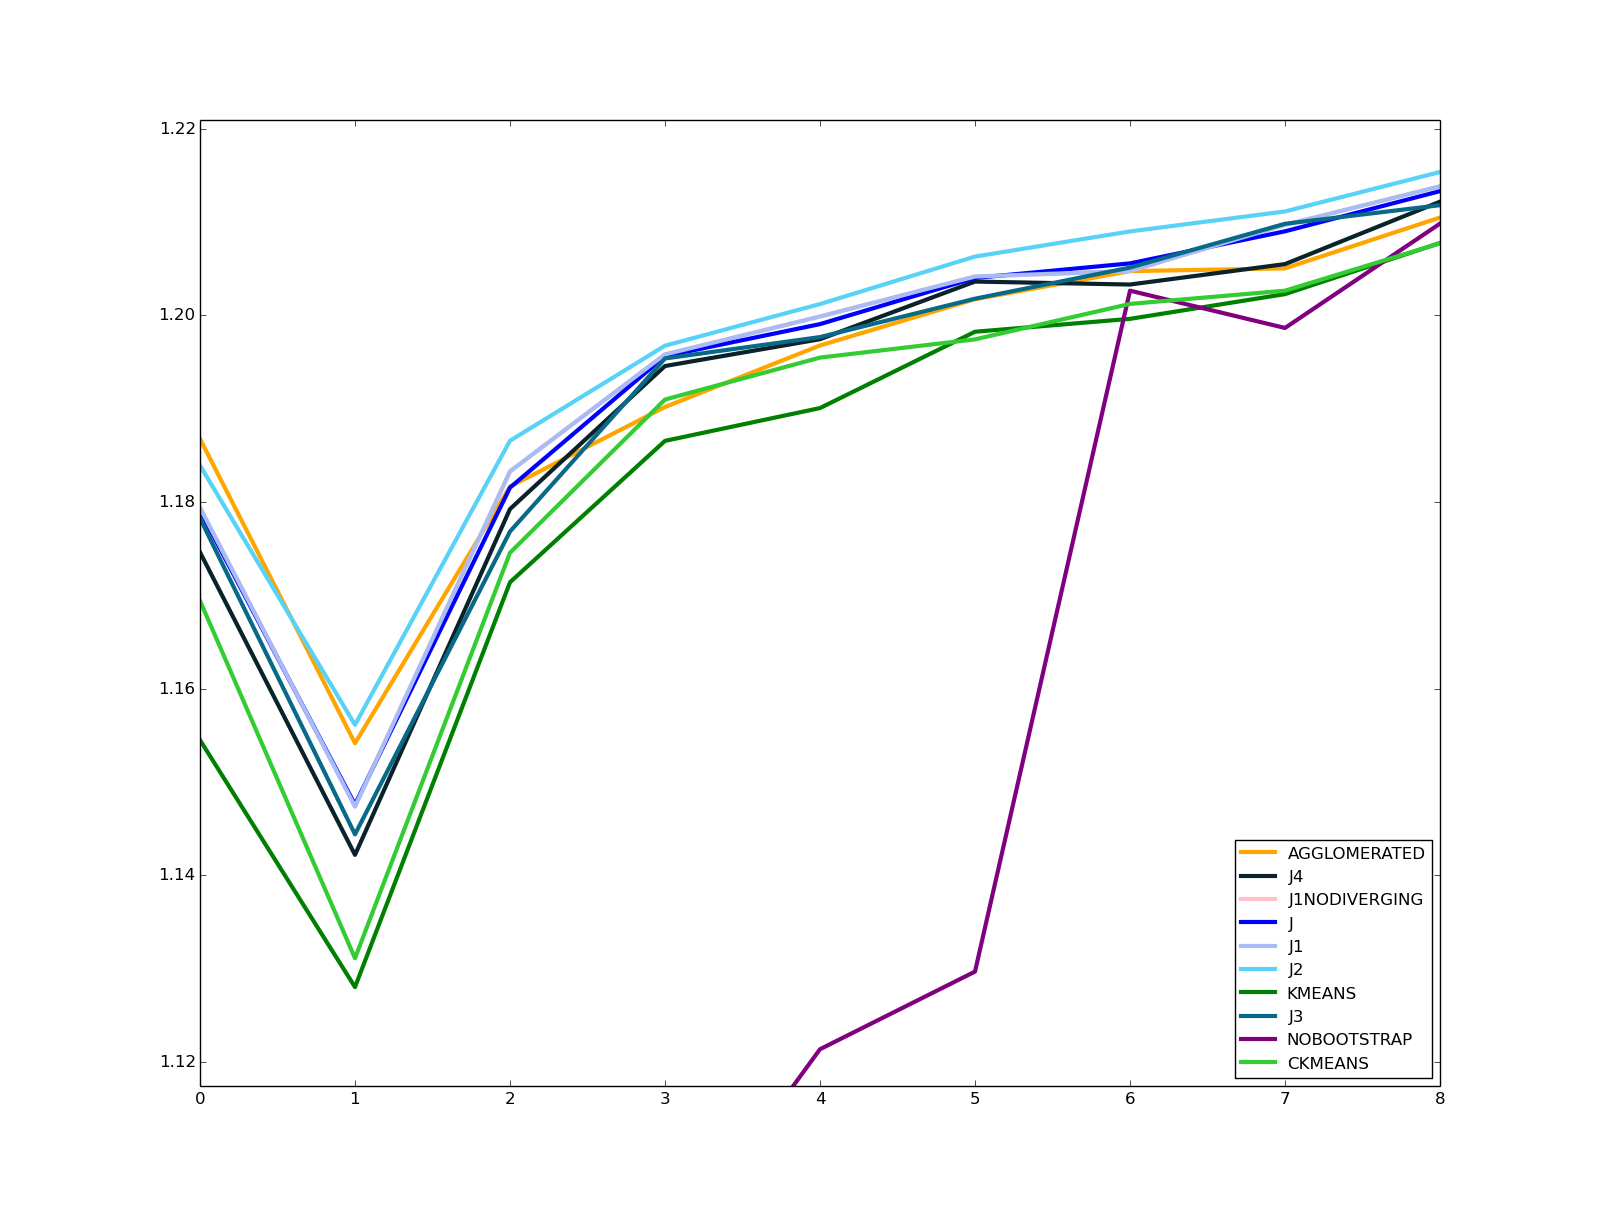 1.22
1.20
1.18
1.16
1.14
1.12
0 1 2 3 4 5 6 7 8
AGGLOMERATED
J4
J1NODIVERGING
J
J1
J2
KMEANS
J3
NOBOOTSTRAP
CKMEANS